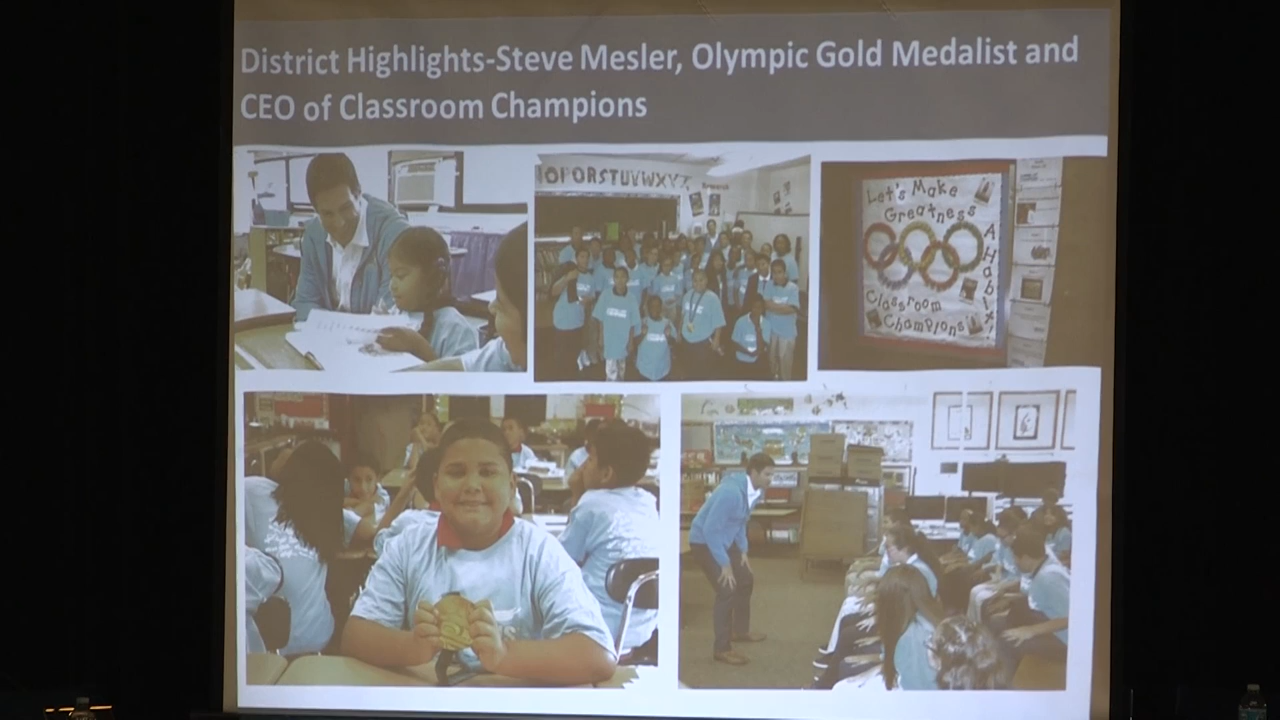 District Highlights-Steve Mesler, Olympic Gold Medalist and
CEO of Classroom Champions
OPQRSTUVWXYZ
Let's Make
Greatness
A Habit!
Classroom
Champions